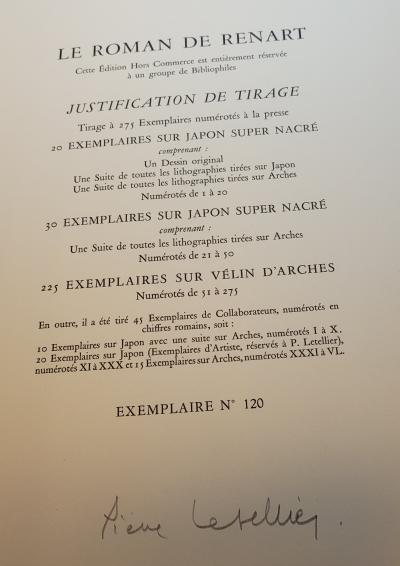 LE ROMAN DE RENART
Cette Édition Hors Commerce est entièrement réservée
à un groupe de Bibliophiles
JUSTIFICATION DE TIRAGE
Tirage à 275 Exemplaires numérotés à la presse
20 EXEMPLAIRES SUR JAPON SUPER NACRÉ
comprenant :
Un Dessin original
Une Suite de toutes les lithographies tirées sur Japon
Une Suite de toutes les lithographies tirées sur Arches
Numérotés de 1 à 20
30 EXEMPLAIRES SUR JAPON SUPER NACRÉ
comprenant :
Une Suite de toutes les lithographies tirées sur Arches
Numérotés de 21 à 50
225 EXEMPLAIRES SUR VÉLIN D'ARCHES
Numérotés de 51 à 275
En outre, il a été tiré 45 Exemplaires de Collaborateurs, numérotés en
chiffres romains, soit :
10 Exemplaires sur Japon avec une suite sur Arches, numérotés I à X.
20 Exemplaires sur Japon (Exemplaires d'Artiste, réservés à P. Letellier),
numérotés XI à XXX et 15 Exemplaires sur Arches, numérotés XXXI à VL.
EXEMPLAIRE N° 120
Pierre Letellier.